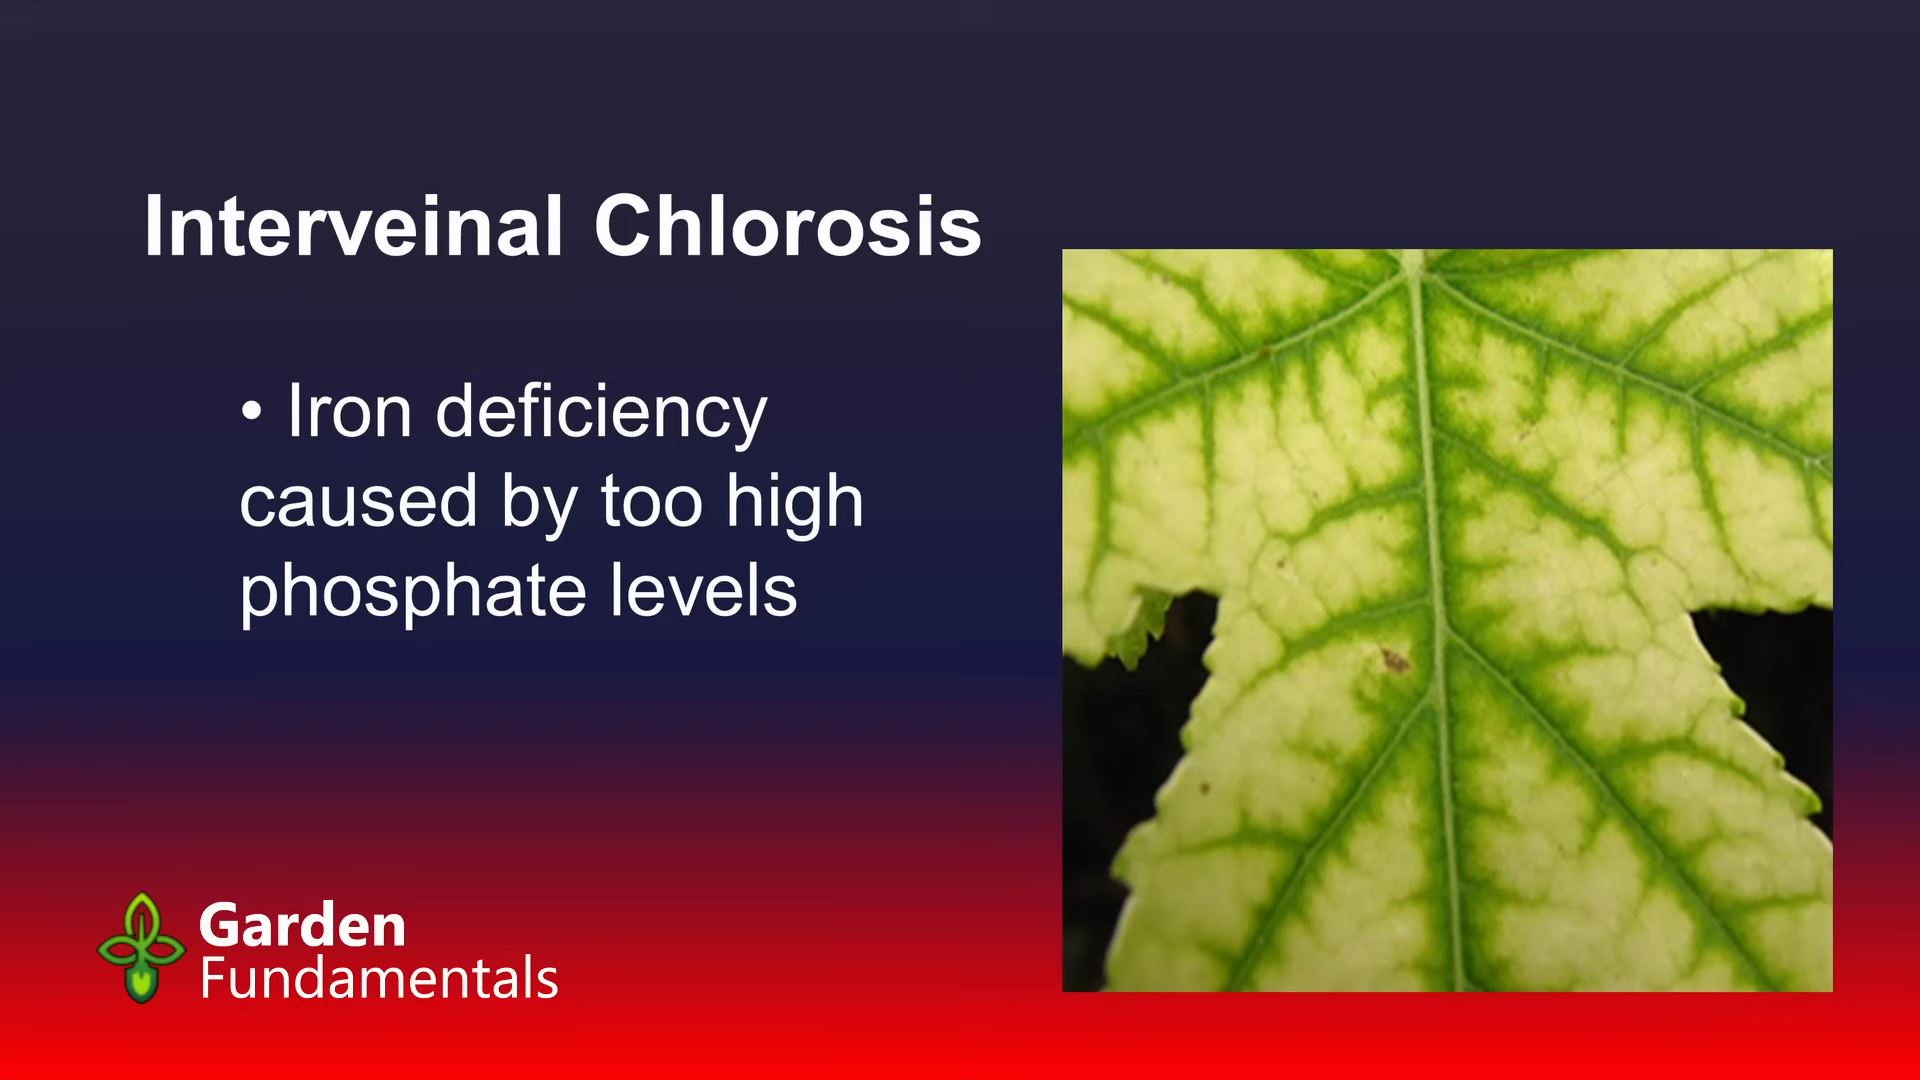 Interveinal Chlorosis
• Iron deficiency
caused by too high
phosphate levels
Garden
Fundamentals